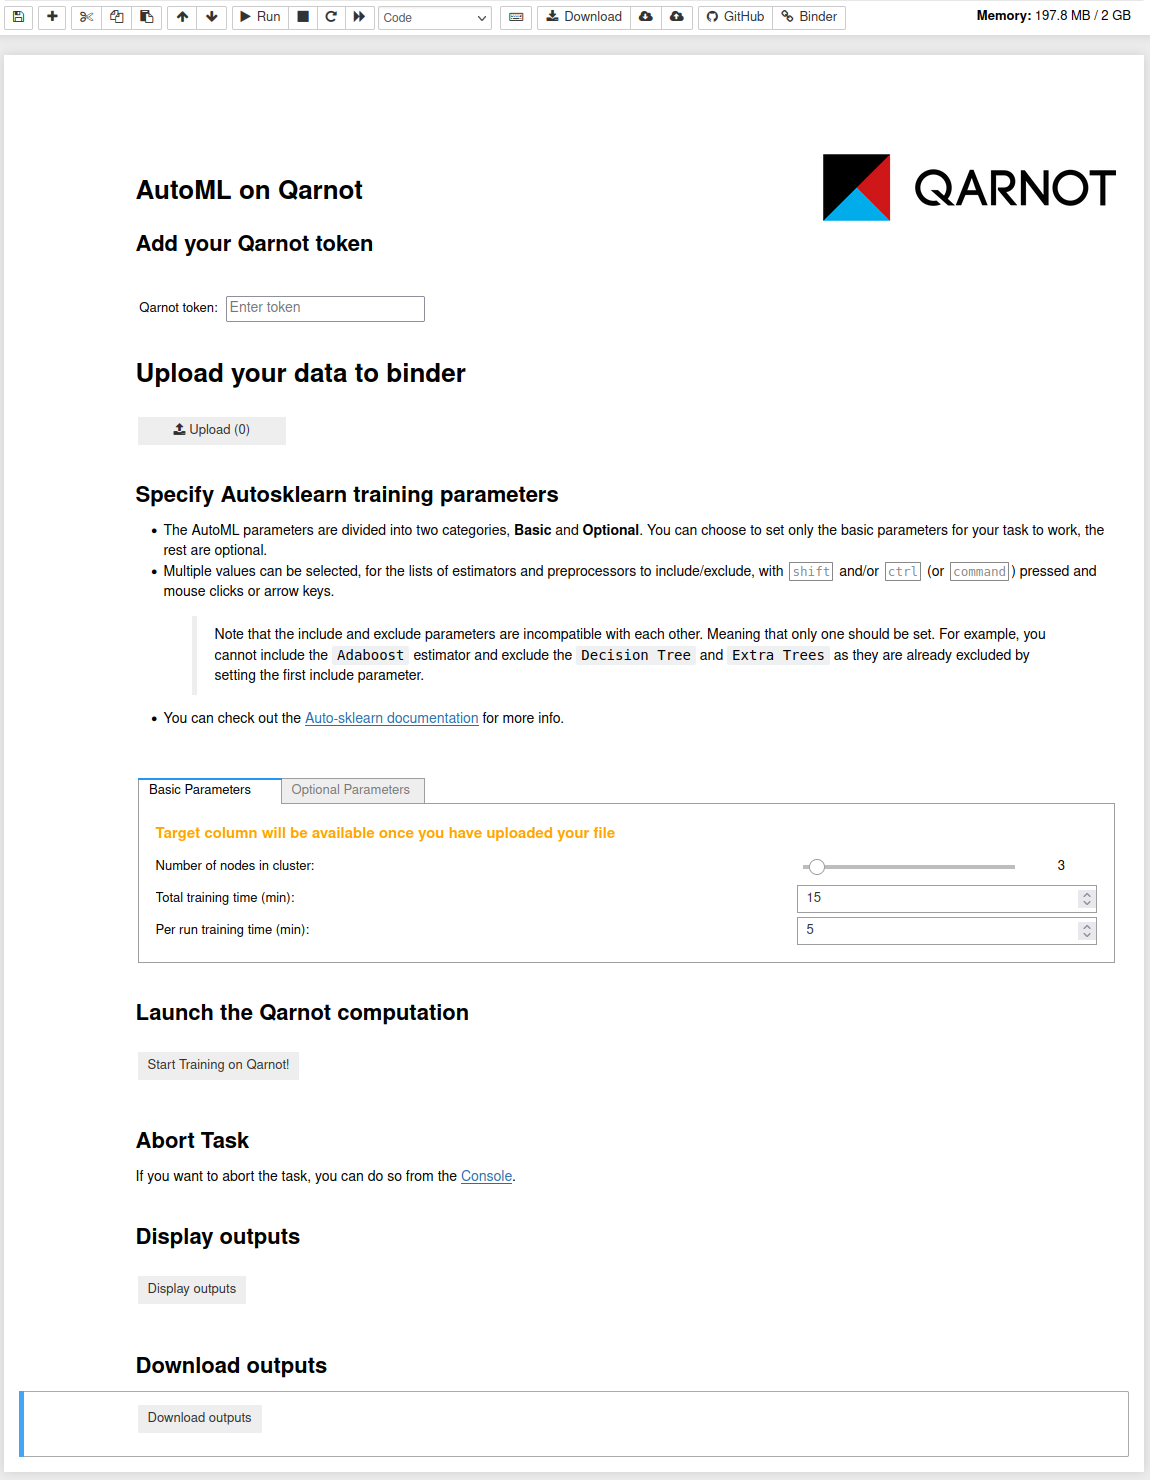 Run Code Download GitHub Binder Memory: 197.8 MB / 2 GB
QARNOT
AutoML on Qarnot
Add your Qarnot token
Qarnot token: Enter token
Upload your data to binder
Upload (0)
Specify Autosklearn training parameters
• The AutoML parameters are divided into two categories, Basic and Optional. You can choose to set only the basic parameters for your task to work, the
rest are optional.
• Multiple values can be selected, for the lists of estimators and preprocessors to include/exclude, with shift and/or ctrl (or command) pressed and
mouse clicks or arrow keys.
Note that the include and exclude parameters are incompatible with each other. Meaning that only one should be set. For example, you
cannot include the Adaboost estimator and exclude the Decision Tree and Extra Trees as they are already excluded by
setting the first include parameter.
• You can check out the Auto-sklearn documentation for more info.
Basic Parameters Optional Parameters
Target column will be available once you have uploaded your file
Number of nodes in cluster: 3
Total training time (min): 15
Per run training time (min): 5
Launch the Qarnot computation
Start Training on Qarnot!
Abort Task
If you want to abort the task, you can do so from the Console.
Display outputs
Display outputs
Download outputs
Download outputs